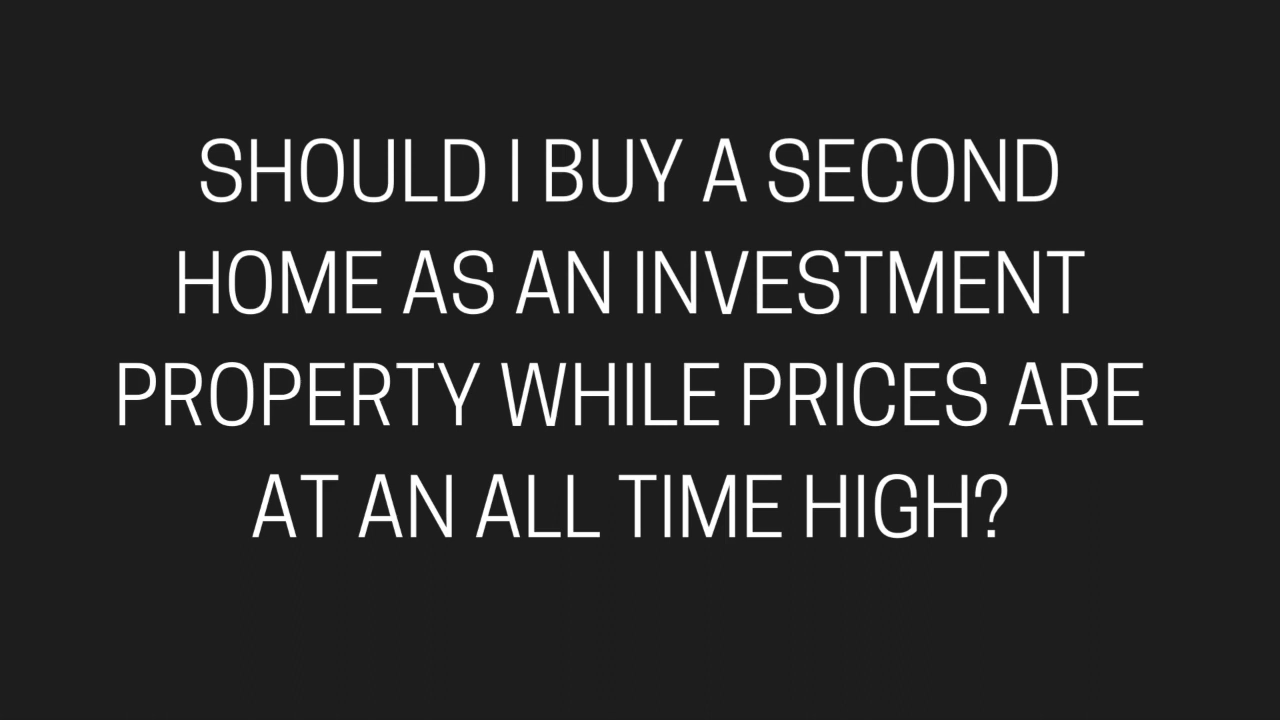 SHOULD I BUY A SECOND
HOME AS AN INVESTMENT
PROPERTY WHILE PRICES ARE
AT AN ALL TIME HIGH?